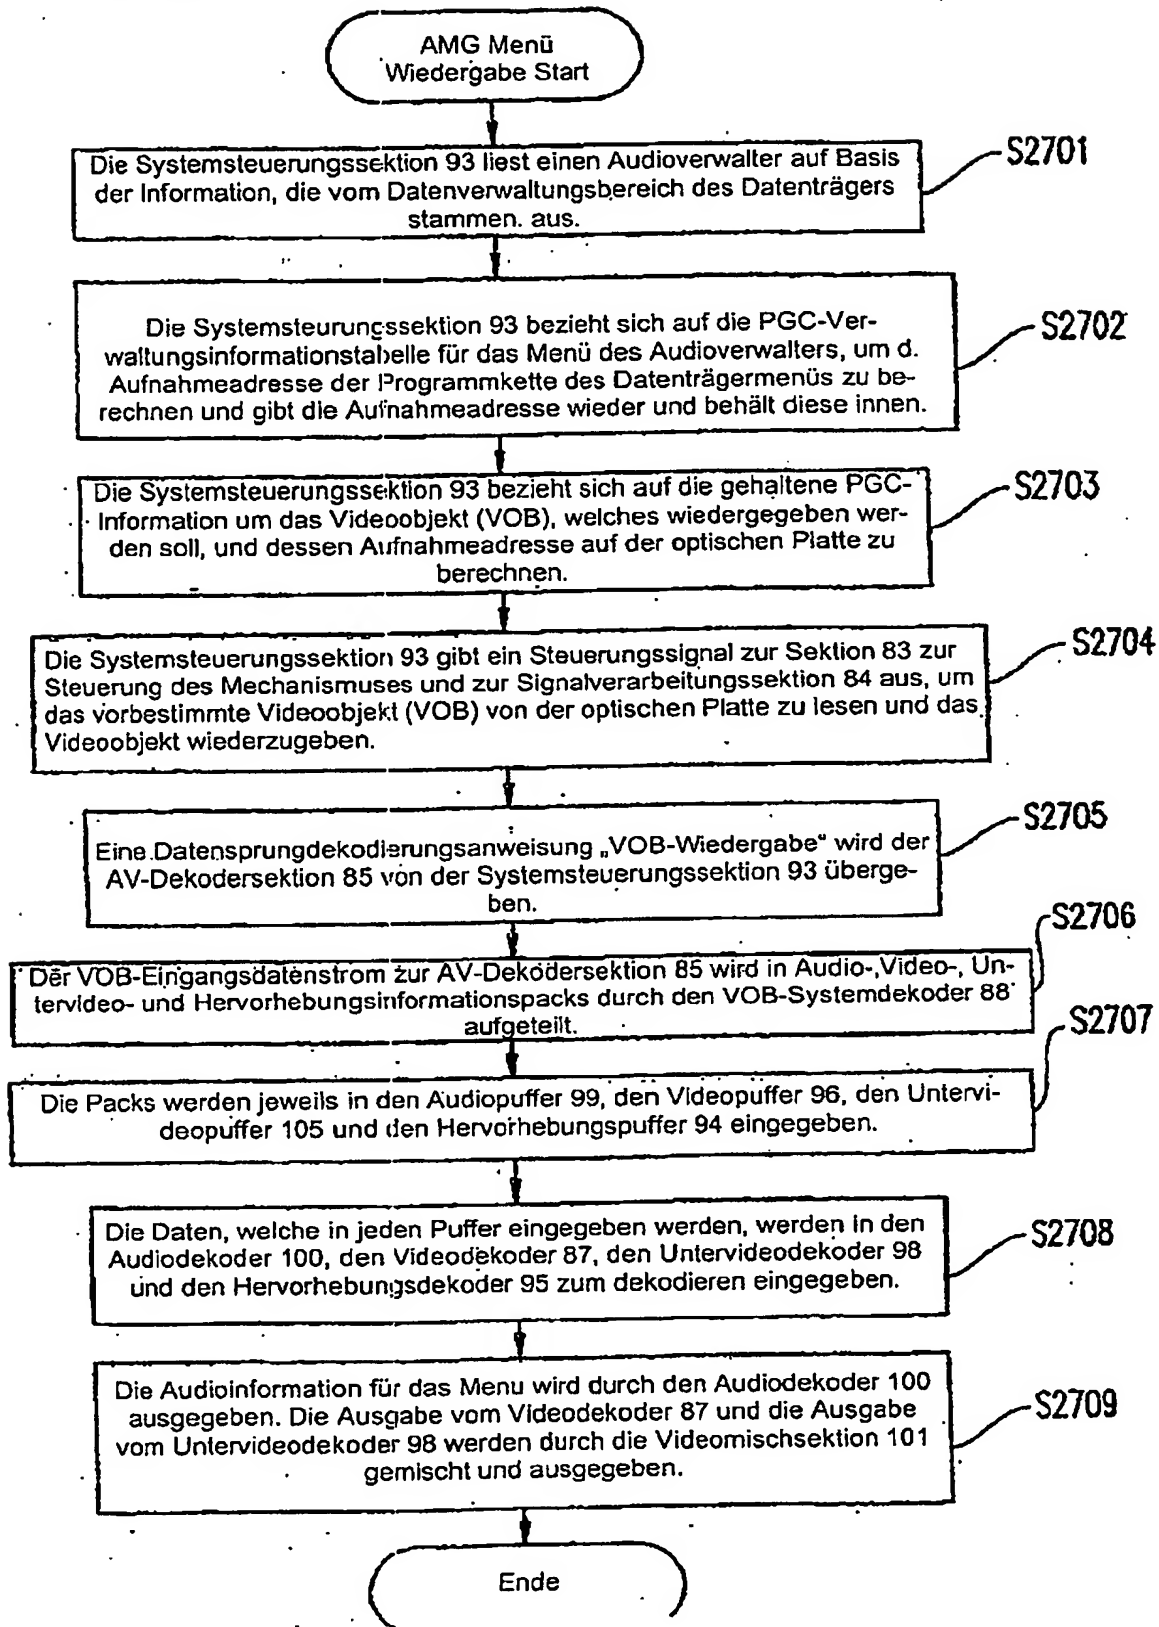 AMG Menü
Wiedergabe Start
Die Systemsteuerungssektion 93 liest einen Audioverwalter auf Basis
der Information, die vom Datenverwaltungsbereich des Datenträgers
stammen. aus.
S2701
Die Systemsteurungssektion 93 bezieht sich auf die PGC-Ver-
waltungsinformationstabelle für das Menü des Audioverwalters, um d.
Aufnahmeadresse der Programmkette des Datenträgermenüs zu be-
rechnen und gibt die Aufnahmeadresse wieder und behält diese innen.
S2702
Die Systemsteuerungssektion 93 bezieht sich auf die gehaltene PGC-
Information um das Videoobjekt (VOB), welches wiedergegeben wer-
den soll, und dessen Aufnahmeadresse auf der optischen Platte zu
berechnen.
S2703
Die Systemsteuerungssektion 93 gibt ein Steuerungssignal zur Sektion 83 zur
Steuerung des Mechanismuses und zur Signalverarbeitungssektion 84 aus, um
das vorbestimmte Videoobjekt (VOB) von der optischen Platte zu lesen und das
Videoobjekt wiederzugeben.
S2704
Eine Datensprungdekodierungsanweisung „VOB-Wiedergabe“ wird der
AV-Dekodersektion 85 von der Systemsteuerungssektion 93 überge-
ben.
S2705
Der VOB-Eingangsdatenstrom zur AV-Dekodersektion 85 wird in Audio-,Video-, Un-
tervideo- und Hervorhebungsinformationspacks durch den VOB-Systemdekoder 88
aufgeteilt.
S2706
Die Packs werden jeweils in den Audiopuffer 99, den Videopuffer 96, den Untervi-
deopuffer 105 und den Hervorhebungspuffer 94 eingegeben.
S2707
Die Daten, welche in jeden Puffer eingegeben werden, werden in den
Audiodekoder 100, den Videodekoder 87, den Untervideodekoder 98
und den Hervorhebungsdekoder 95 zum dekodieren eingegeben.
S2708
Die Audioinformation für das Menu wird durch den Audiodekoder 100
ausgegeben. Die Ausgabe vom Videodekoder 87 und die Ausgabe
vom Untervideodekoder 98 werden durch die Videomischsektion 101
gemischt und ausgegeben.
S2709
Ende